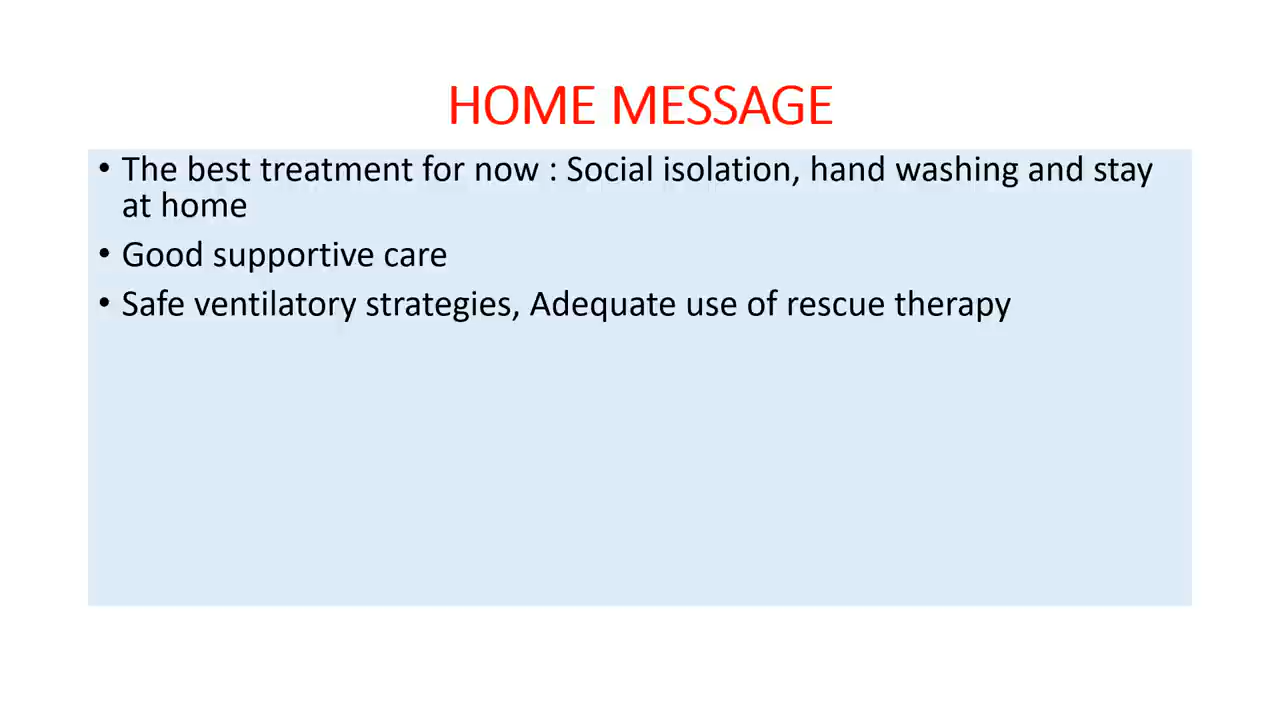 HOME MESSAGE
• The best treatment for now : Social isolation, hand washing and stay
at home
• Good supportive care
• Safe ventilatory strategies, Adequate use of rescue therapy